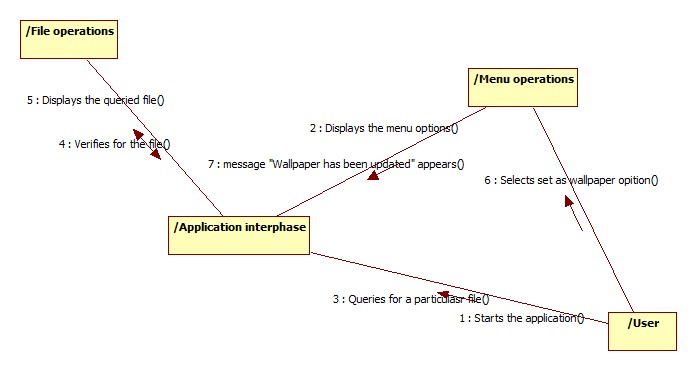 /File operations
/Menu operations
5 : Displays the queried file()
2 : Displays the menu options()
4 : Verifies for the file()
7 : message "Wallpaper has been updated" appears()
6 : Selects set as wallpaper opition()
/Application interphase
3 : Queries for a particulasr file()
1 : Starts the application()
/User